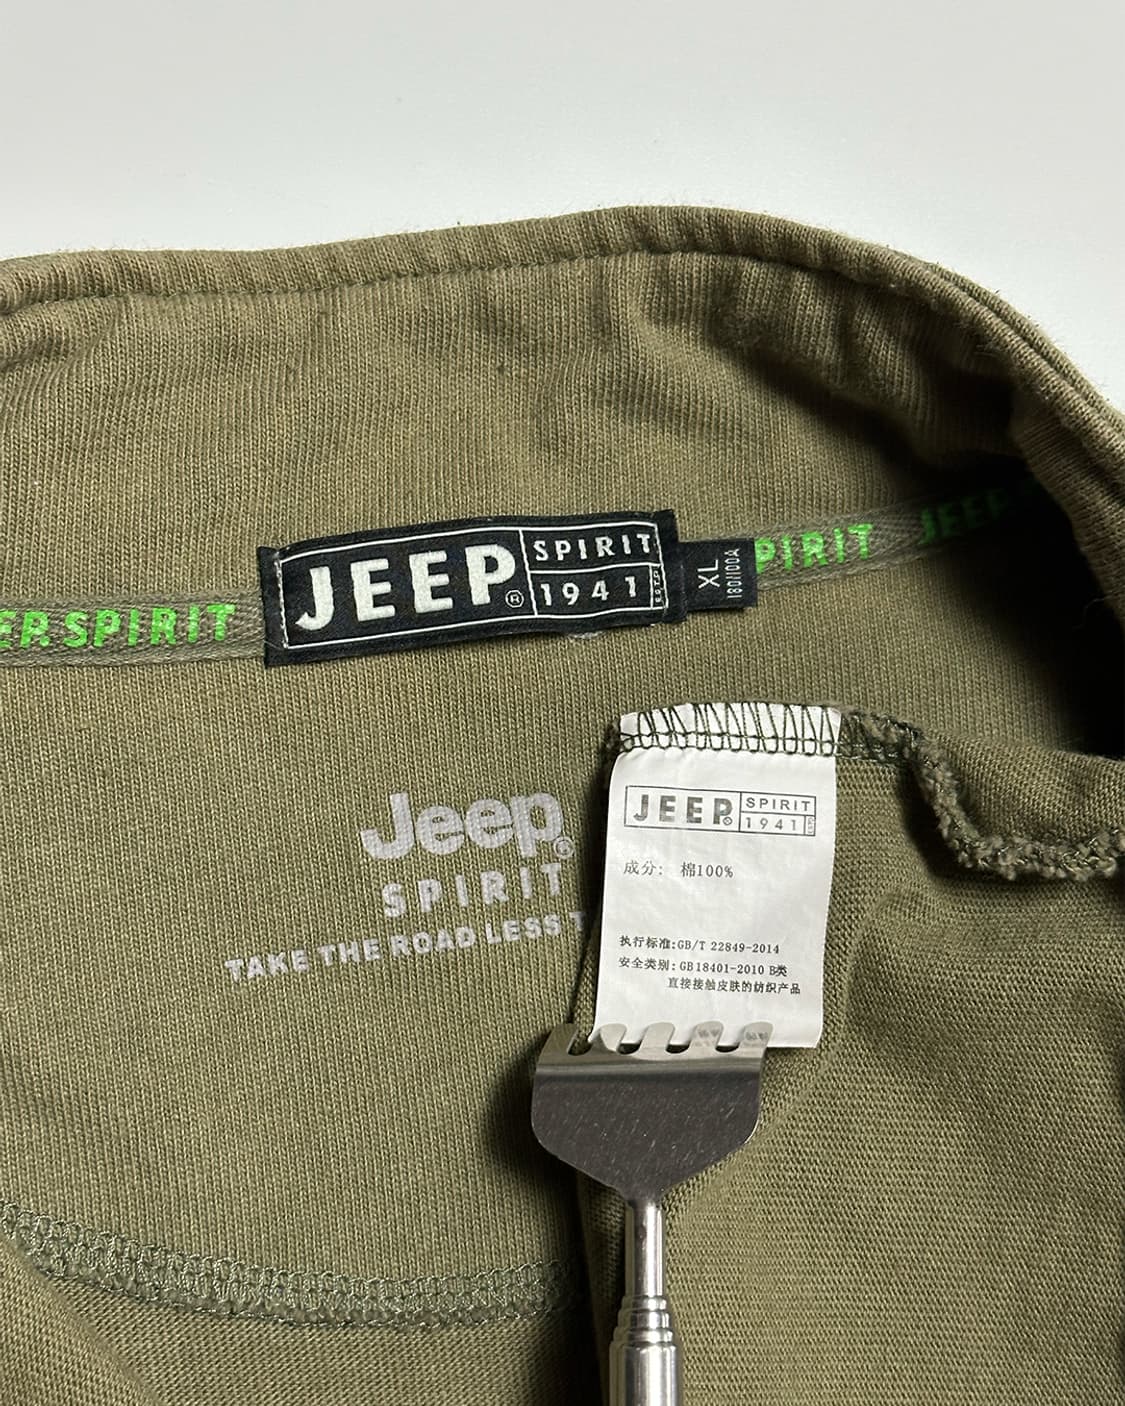 JEEP
JEEP® SPIRIT
1941
XL
180/100A
SPIRIT
PIRIT
Jeep®
SPIRIT
TAKE THE ROAD LESS T
JEEP® SPIRIT
1941
成分: 棉100%
执行标准:GB/T 22849-2014
安全类别:GB18401-2010 B类
直接接触皮肤的纺织产品